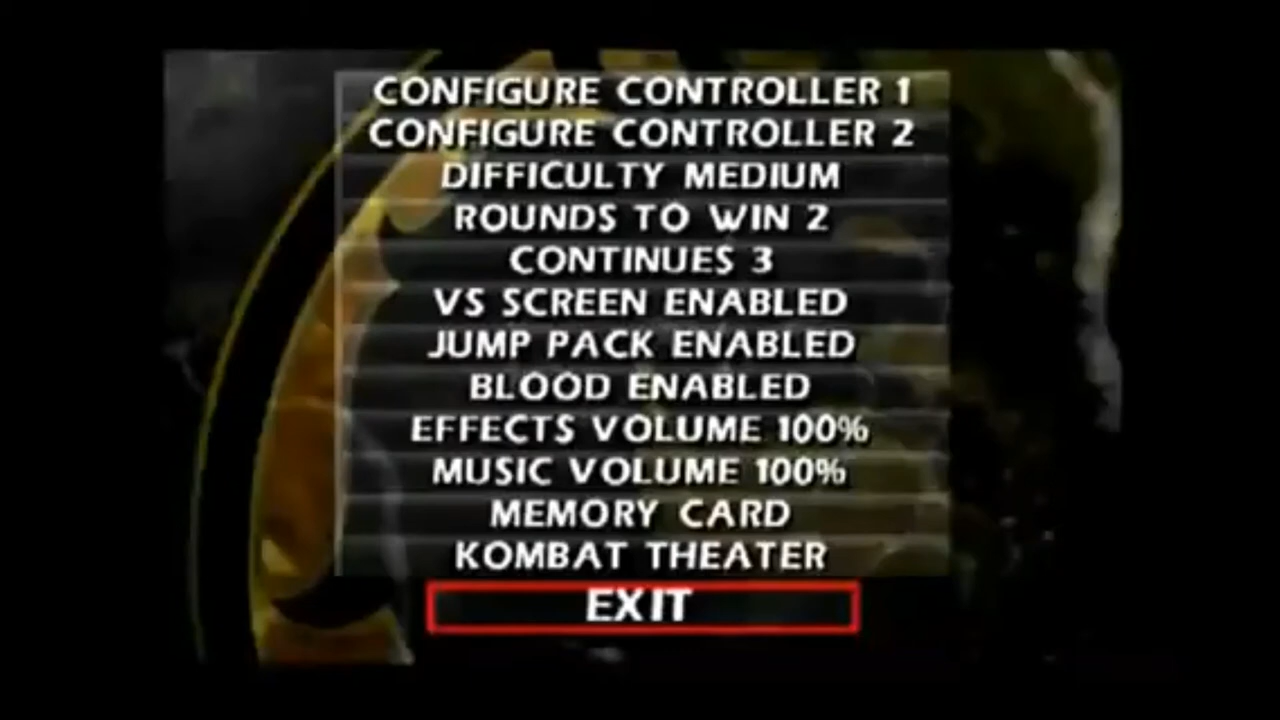 CONFIGURE CONTROLLER 1
CONFIGURE CONTROLLER 2
DIFFICULTY MEDIUM
ROUNDS TO WIN 2
CONTINUES 3
VS SCREEN ENABLED
JUMP PACK ENABLED
BLOOD ENABLED
EFFECTS VOLUME 100%
MUSIC VOLUME 100%
MEMORY CARD
KOMBAT THEATER
EXIT